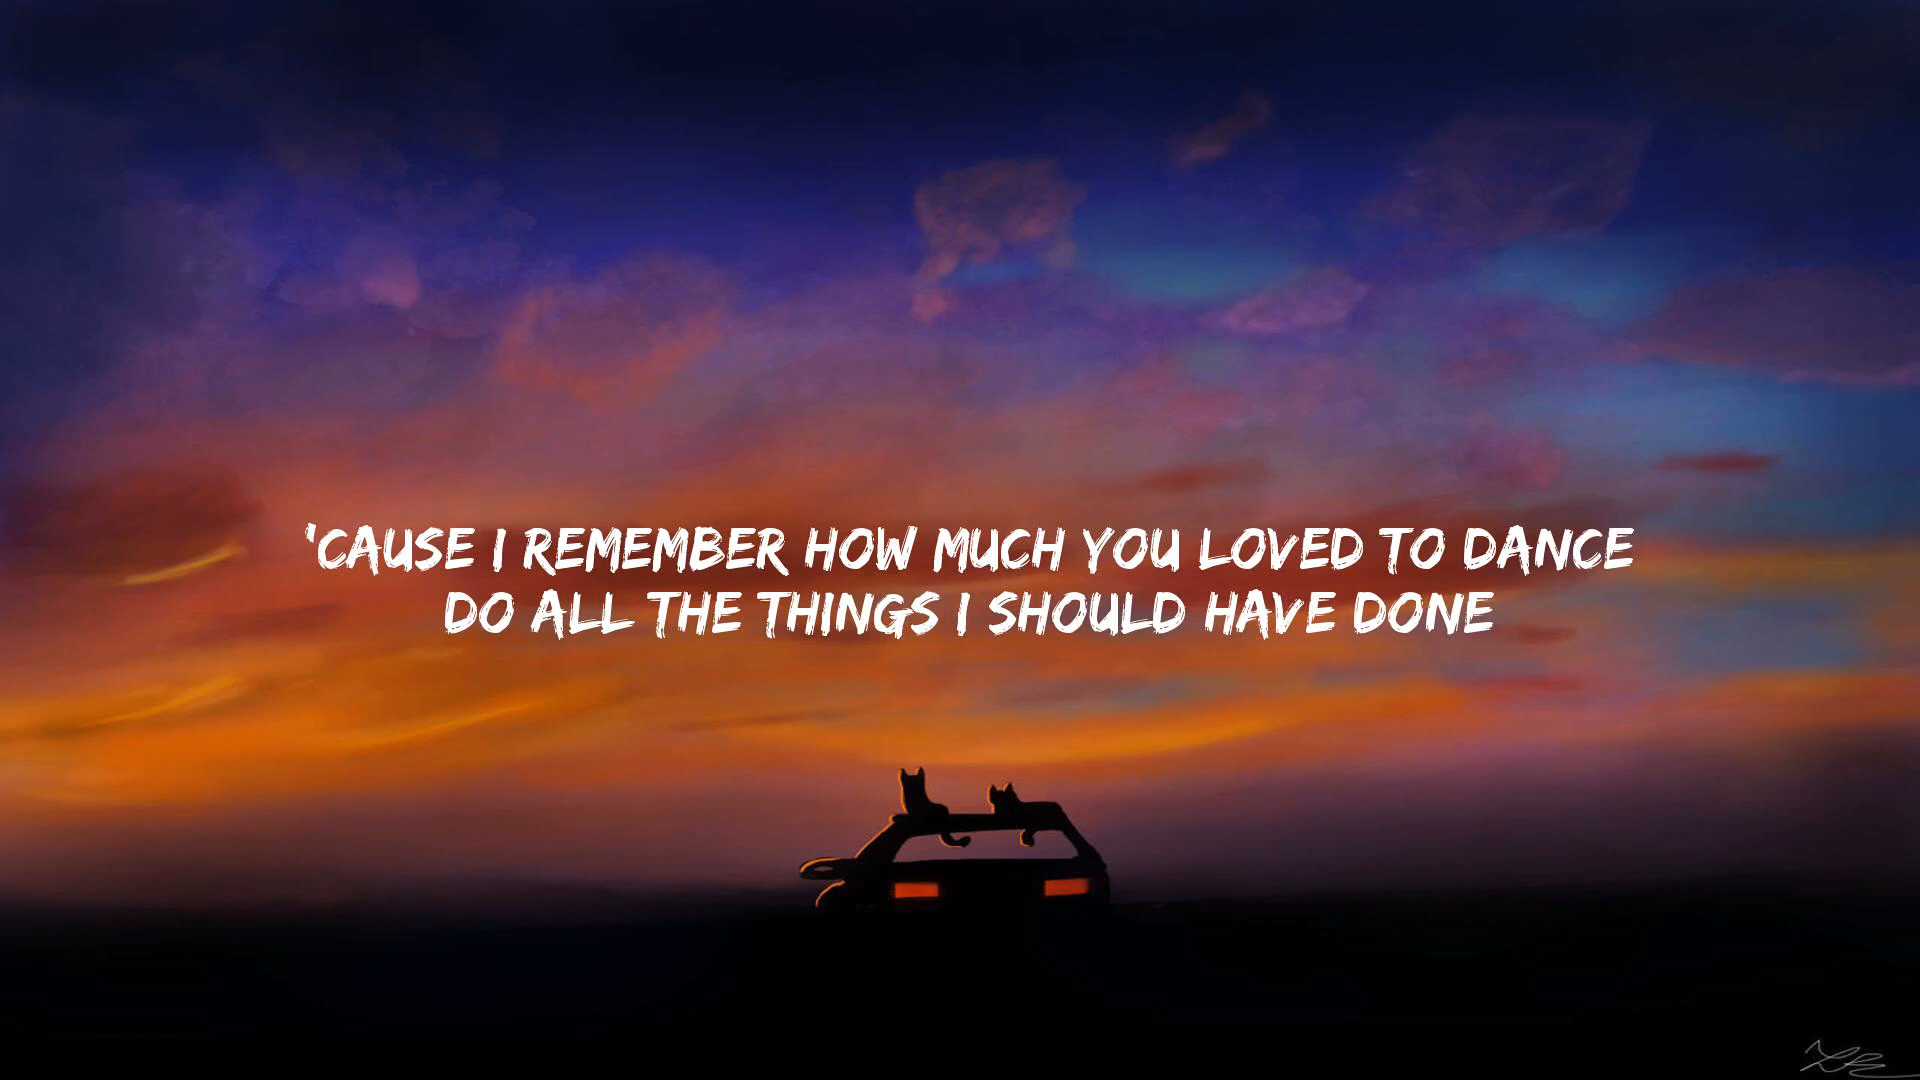 'CAUSE I REMEMBER HOW MUCH YOU LOVED TO DANCE
DO ALL THE THINGS I SHOULD HAVE DONE